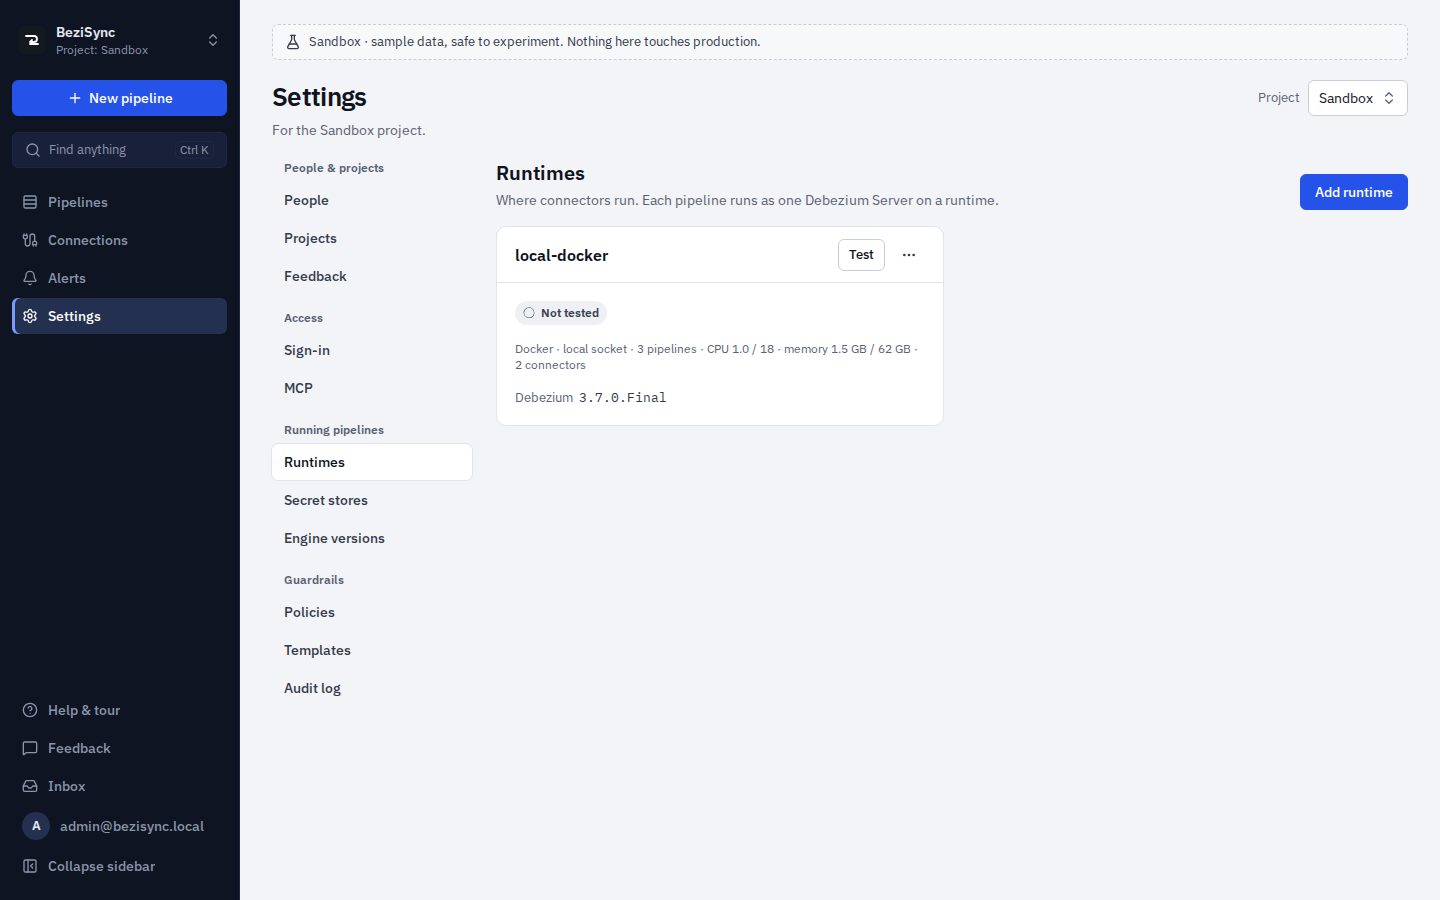 BeziSync
Project: Sandbox
New pipeline
Find anything
Ctrl K
Pipelines
Connections
Alerts
Settings
Help & tour
Feedback
Inbox
A
admin@bezisync.local
Collapse sidebar
Sandbox · sample data, safe to experiment. Nothing here touches production.
Settings
For the Sandbox project.
Project
Sandbox
People & projects
People
Projects
Feedback
Access
Sign-in
MCP
Running pipelines
Runtimes
Secret stores
Engine versions
Guardrails
Policies
Templates
Audit log
Runtimes
Where connectors run. Each pipeline runs as one Debezium Server on a runtime.
Add runtime
local-docker
Test
Not tested
Docker · local socket · 3 pipelines · CPU 1.0 / 18 · memory 1.5 GB / 62 GB ·
2 connectors
Debezium 3.7.0.Final